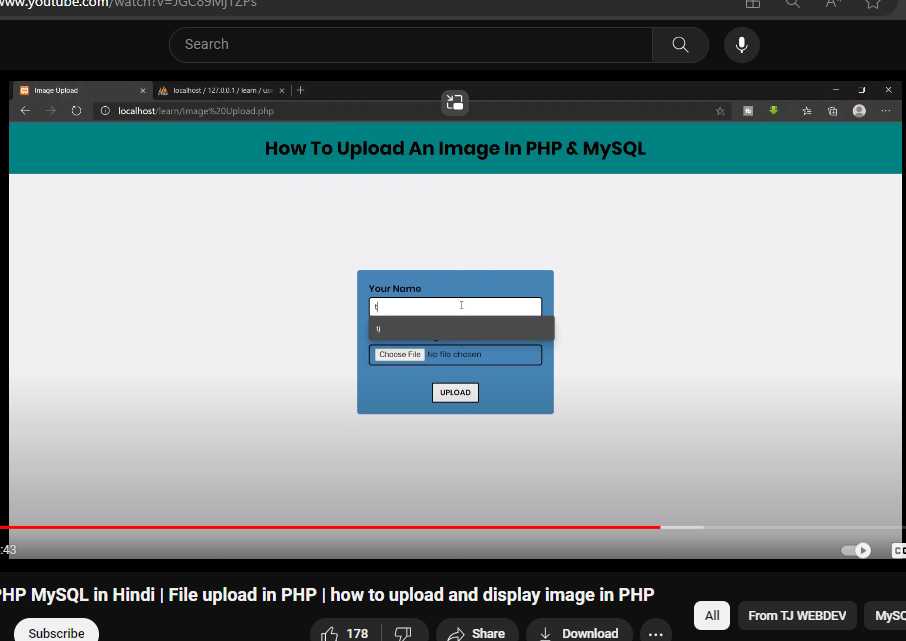 www.youtube.com/watch?v=JGC89MJTZPs
Search
Image Upload
localhost / 127.0.0.1 / learn / use
localhost/learn/Image%20Upload.php
How To Upload An Image In PHP & MySQL
Your Name
t
tj
Choose File No file chosen
UPLOAD
:43
PHP MySQL in Hindi | File upload in PHP | how to upload and display image in PHP
All
From TJ WEBDEV
MySQ
Subscribe
178
Share
Download